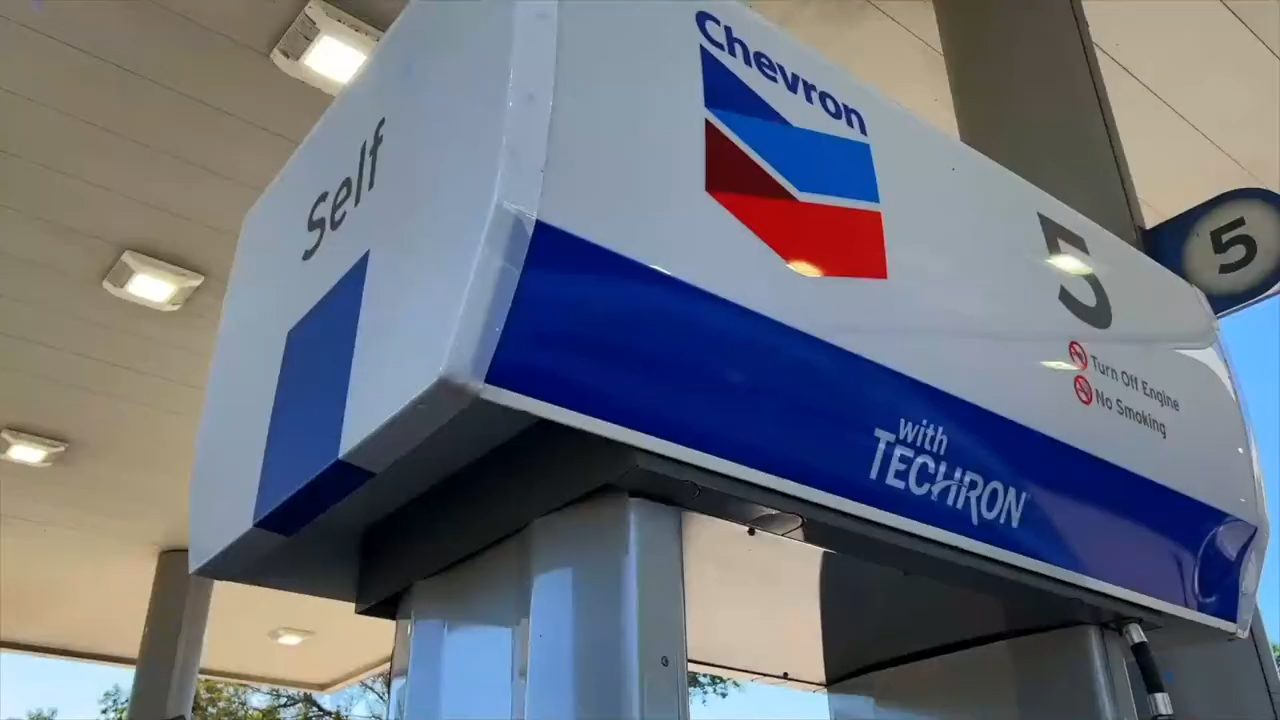 Self
Chevron
5
Turn Off Engine
No Smoking
with
TECHRON
5